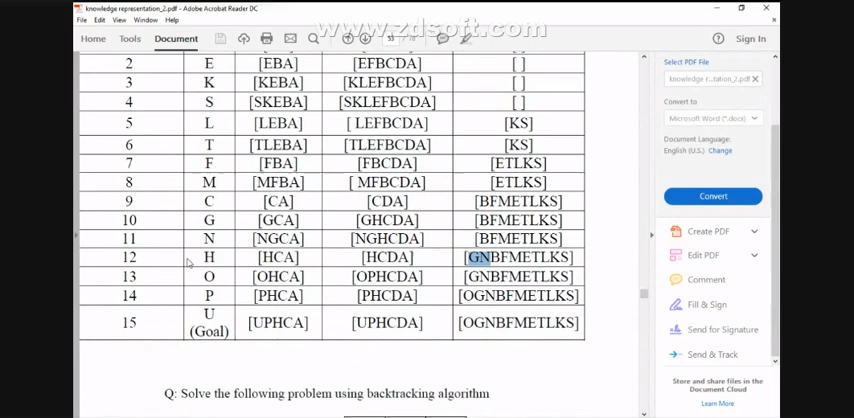 knowledge representation_2.pdf - Adobe Acrobat Reader DC
File Edit View Window Help
www.zdsoft.com
Home Tools Document 53 Sign In
2 E [EBA] [EFBCDA] [ ]
3 K [KEBA] [KLEFBCDA] [ ]
4 S [SKEBA] [SKLEFBCDA] [ ]
5 L [LEBA] [ LEFBCDA] [KS]
6 T [TLEBA] [TLEFBCDA] [KS]
7 F [FBA] [FBCDA] [ETLKS]
8 M [MFBA] [ MFBCDA] [ETLKS]
9 C [CA] [CDA] [BFMETLKS]
10 G [GCA] [GHCDA] [BFMETLKS]
11 N [NGCA] [NGHCDA] [BFMETLKS]
12 H [HCA] [HCDA] [GNBFMETLKS]
13 O [OHCA] [OPHCDA] [GNBFMETLKS]
14 P [PHCA] [PHCDA] [OGNBFMETLKS]
15 U (Goal) [UPHCA] [UPHCDA] [OGNBFMETLKS]
Q: Solve the following problem using backtracking algorithm
Select PDF File
knowledge r...tation_2.pdf
Convert to
Microsoft Word (*.docx)
Document Language:
English (U.S.) Change
Convert
Create PDF
Edit PDF
Comment
Fill & Sign
Send for Signature
Send & Track
Store and share files in the
Document Cloud
Learn More